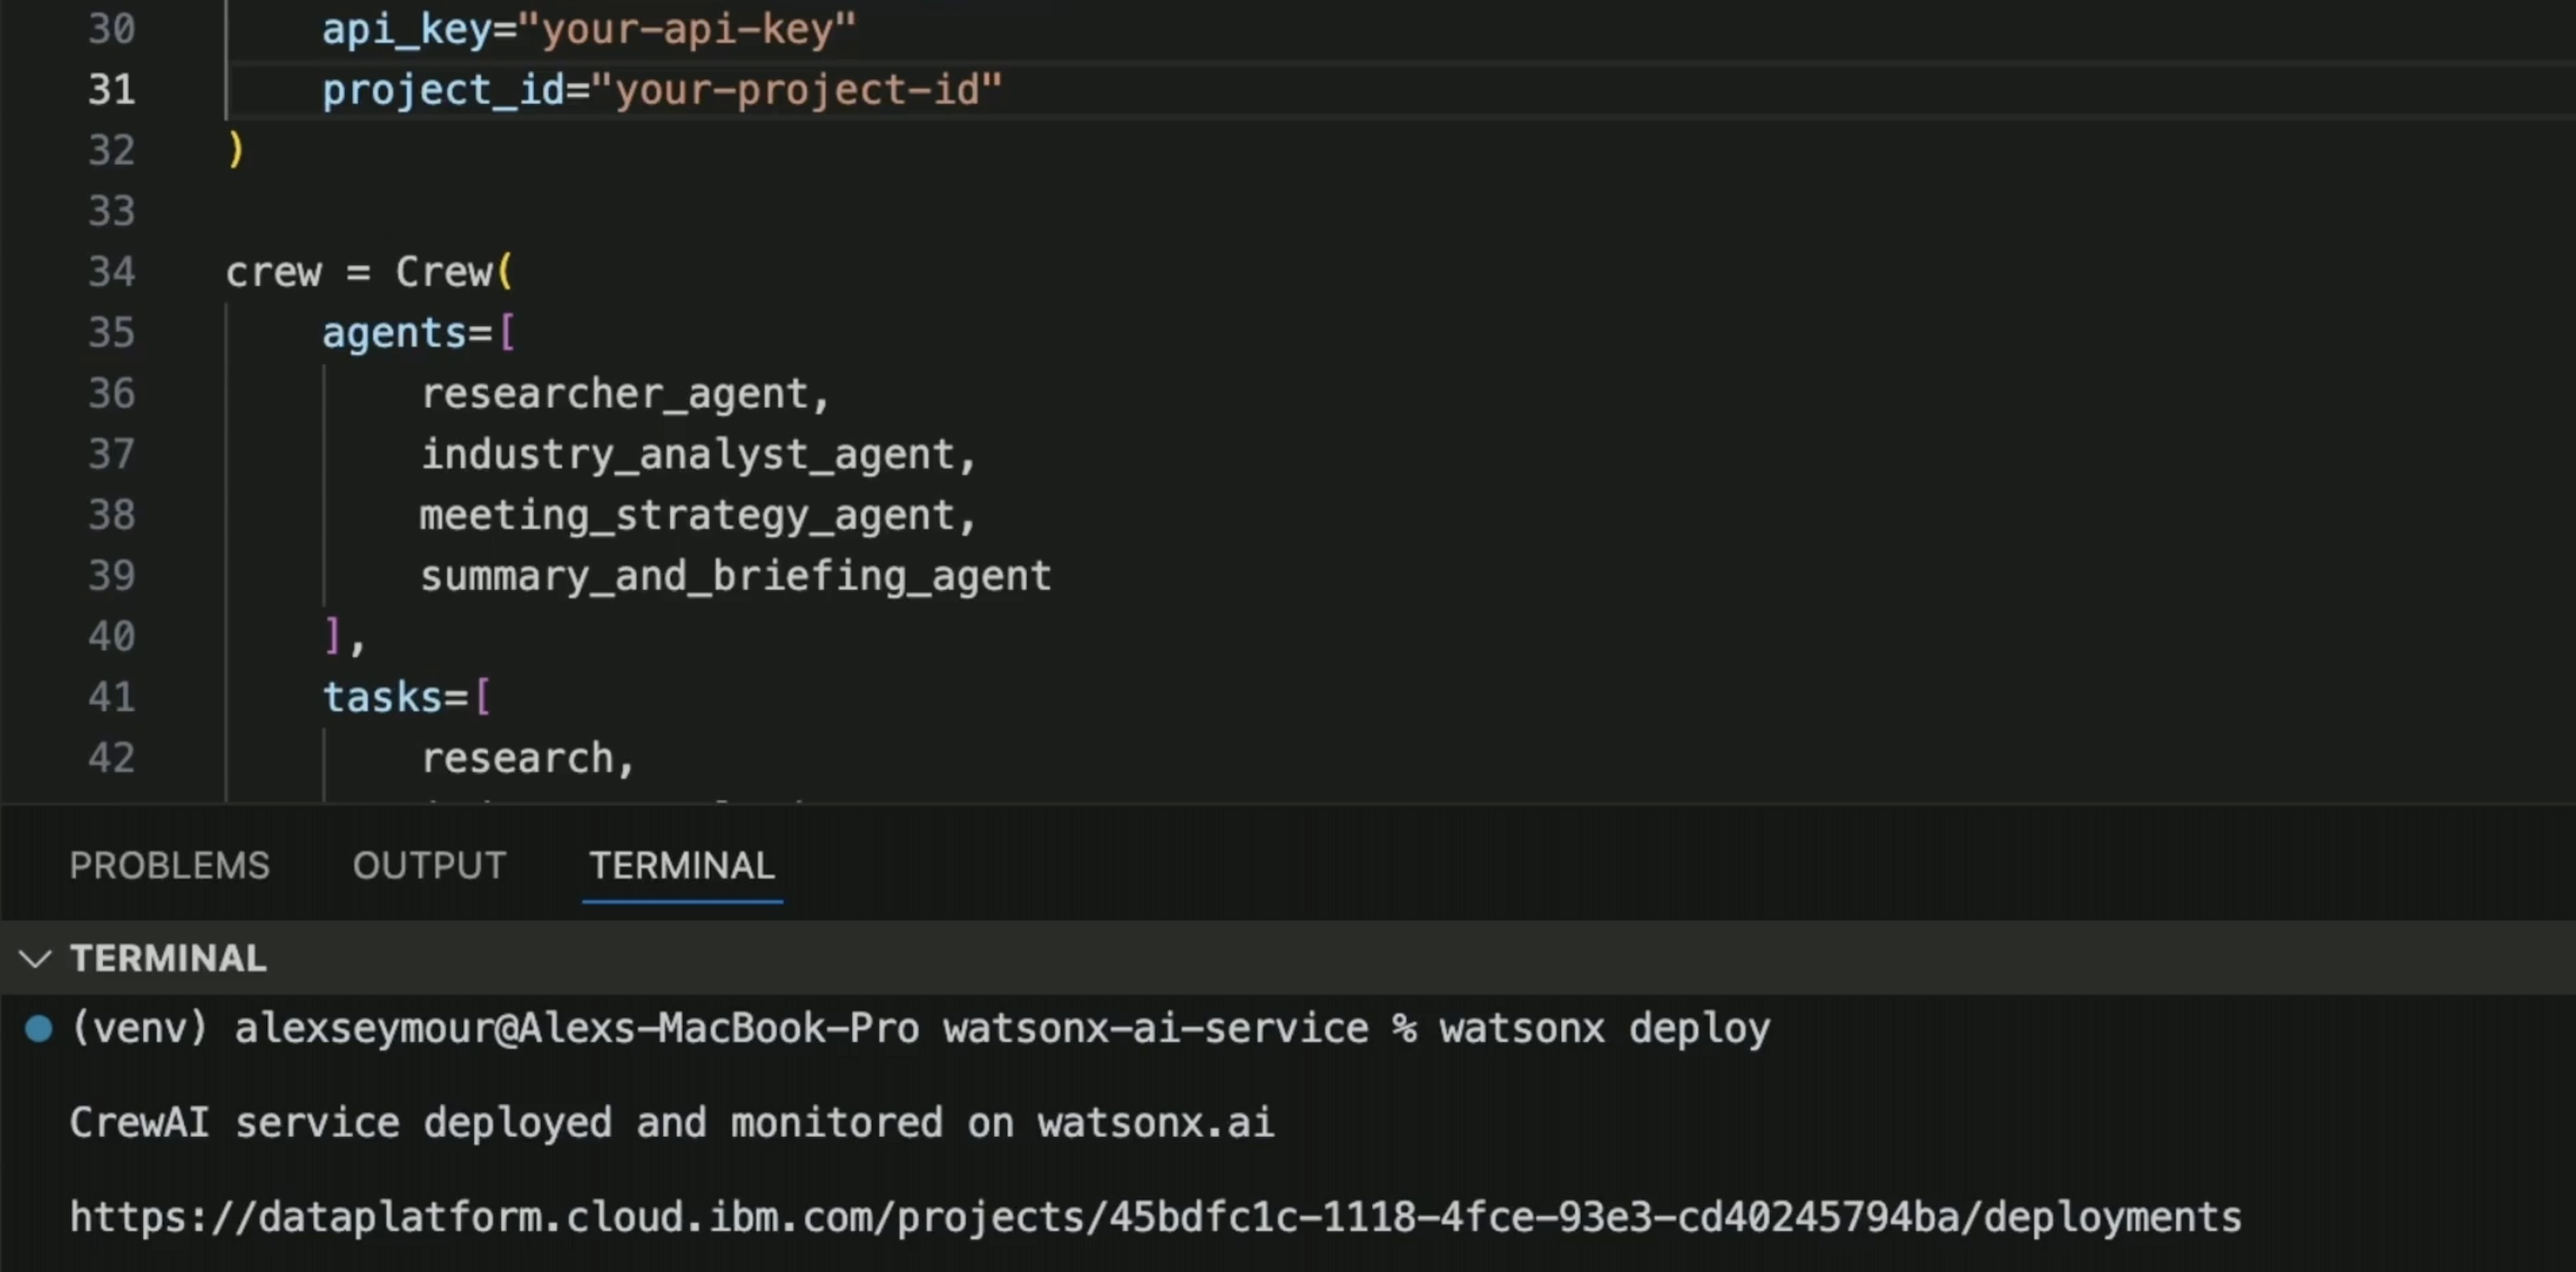 30 api_key="your-api-key"
31 project_id="your-project-id"
32 )
33
34 crew = Crew(
35 agents=[
36 researcher_agent,
37 industry_analyst_agent,
38 meeting_strategy_agent,
39 summary_and_briefing_agent
40 ],
41 tasks=[
42 research,
PROBLEMS OUTPUT TERMINAL
TERMINAL
(venv) alexseymour@Alexs-MacBook-Pro watsonx-ai-service % watsonx deploy
CrewAI service deployed and monitored on watsonx.ai
https://dataplatform.cloud.ibm.com/projects/45bdfc1c-1118-4fce-93e3-cd40245794ba/deployments